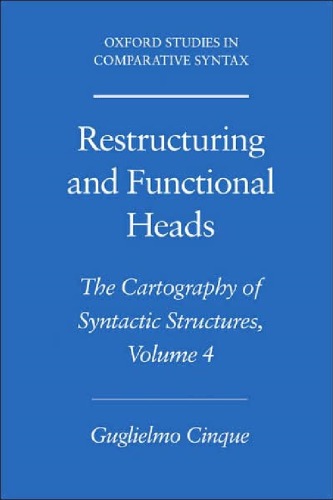 OXFORD STUDIES IN
COMPARATIVE SYNTAX
Restructuring
and Functional
Heads
The Cartography of
Syntactic Structures,
Volume 4
Guglielmo Cinque